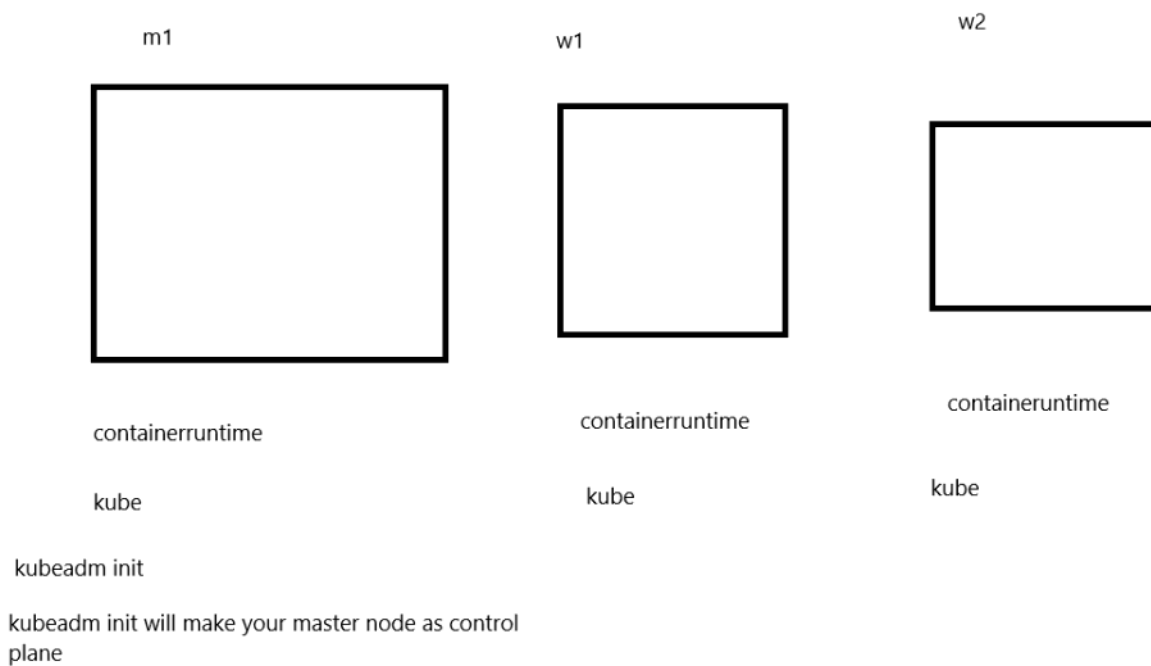 m1
w1
w2
containerruntime
containerruntime
containeruntime
kube
kube
kube
kubeadm init
kubeadm init will make your master node as control
plane